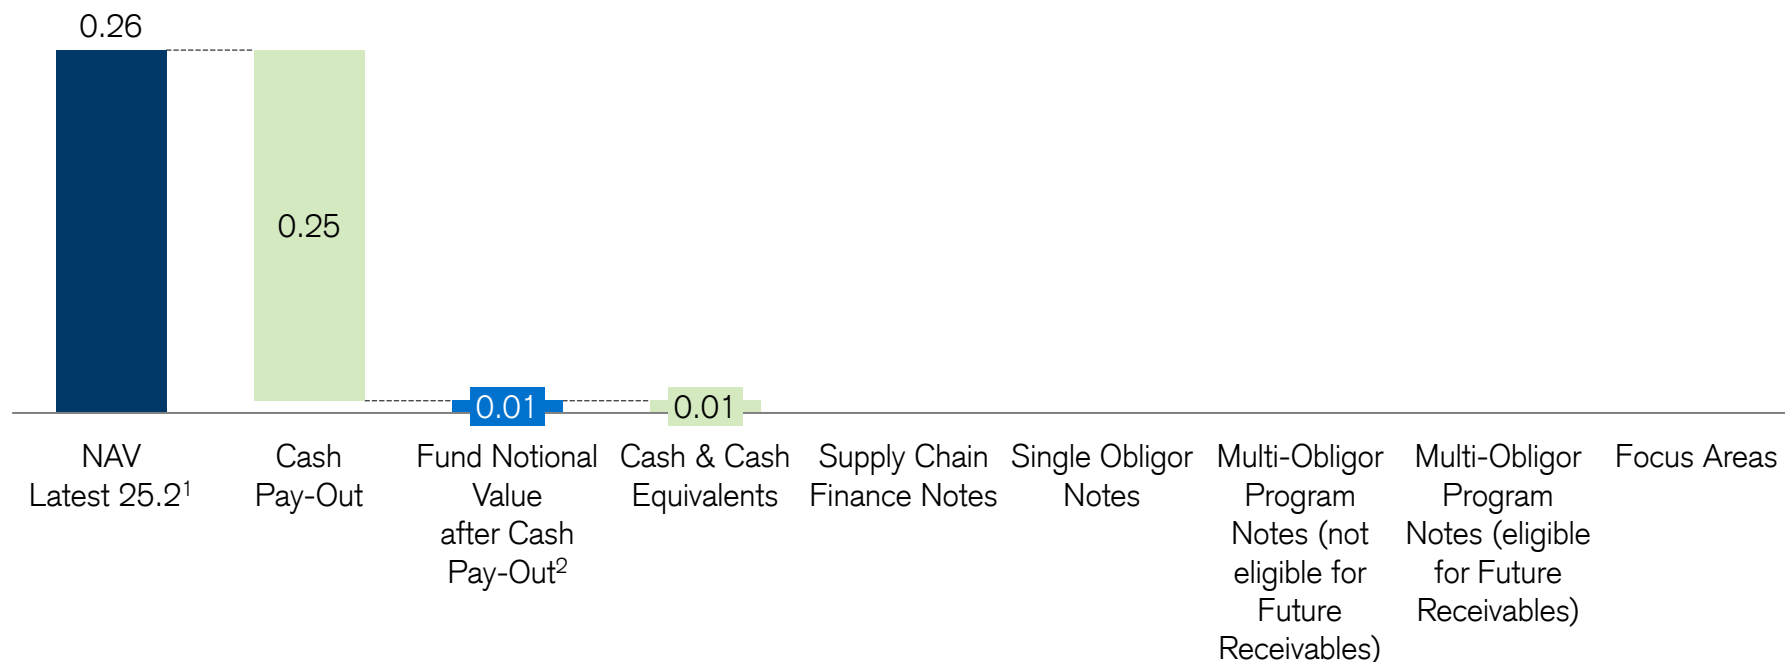 0.26
0.25
0.01
0.01
NAV
Latest 25.2¹
Cash
Pay-Out
Fund Notional
Value
after Cash
Pay-Out²
Cash & Cash
Equivalents
Supply Chain
Finance Notes
Single Obligor
Notes
Multi-Obligor
Program
Notes (not
eligible for
Future
Receivables)
Multi-Obligor
Program
Notes (eligible
for Future
Receivables)
Focus Areas